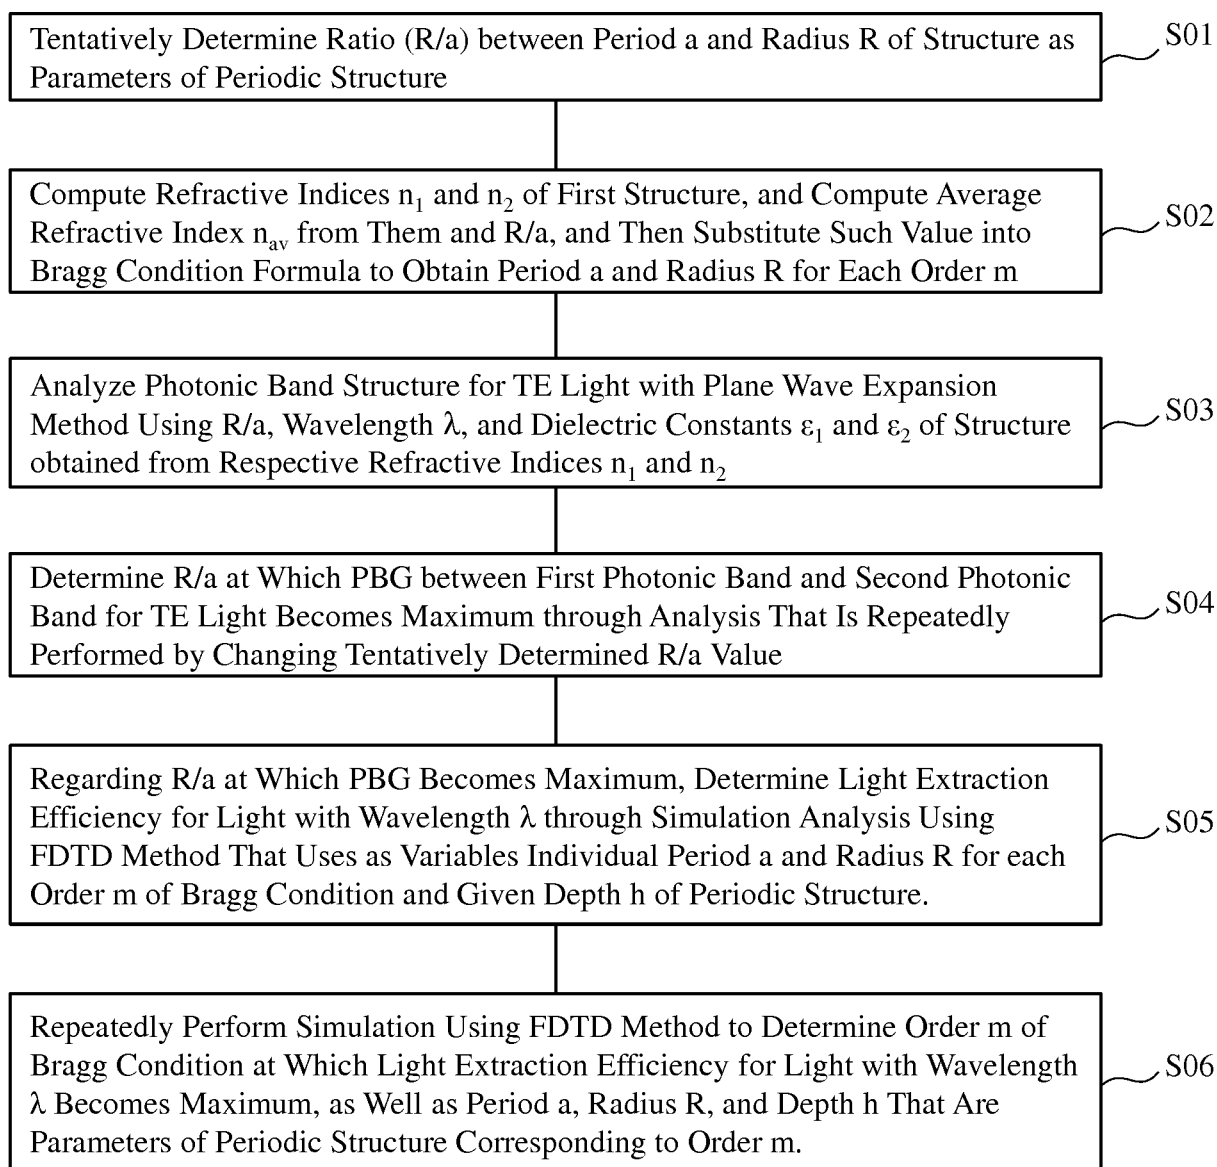 Tentatively Determine Ratio (R/a) between Period a and Radius R of Structure as
Parameters of Periodic Structure
S01
Compute Refractive Indices n₁ and n₂ of First Structure, and Compute Average
Refractive Index nₐᵥ from Them and R/a, and Then Substitute Such Value into
Bragg Condition Formula to Obtain Period a and Radius R for Each Order m
S02
Analyze Photonic Band Structure for TE Light with Plane Wave Expansion
Method Using R/a, Wavelength λ, and Dielectric Constants ε₁ and ε₂ of Structure
obtained from Respective Refractive Indices n₁ and n₂
S03
Determine R/a at Which PBG between First Photonic Band and Second Photonic
Band for TE Light Becomes Maximum through Analysis That Is Repeatedly
Performed by Changing Tentatively Determined R/a Value
S04
Regarding R/a at Which PBG Becomes Maximum, Determine Light Extraction
Efficiency for Light with Wavelength λ through Simulation Analysis Using
FDTD Method That Uses as Variables Individual Period a and Radius R for each
Order m of Bragg Condition and Given Depth h of Periodic Structure.
S05
Repeatedly Perform Simulation Using FDTD Method to Determine Order m of
Bragg Condition at Which Light Extraction Efficiency for Light with Wavelength
λ Becomes Maximum, as Well as Period a, Radius R, and Depth h That Are
Parameters of Periodic Structure Corresponding to Order m.
S06